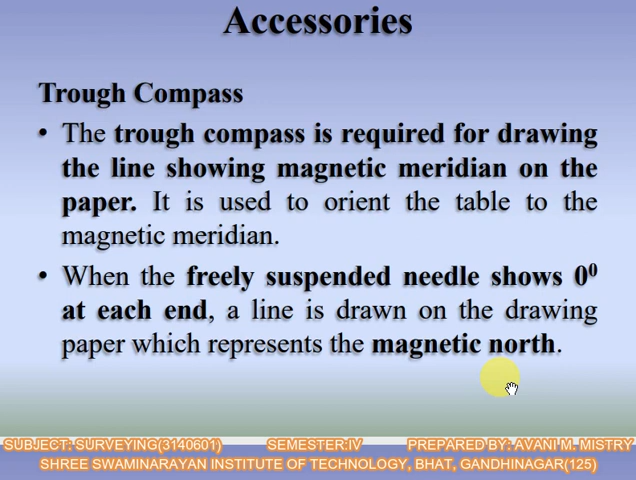 Accessories
Trough Compass
• The trough compass is required for drawing
the line showing magnetic meridian on the
paper. It is used to orient the table to the
magnetic meridian.
• When the freely suspended needle shows 0⁰
at each end, a line is drawn on the drawing
paper which represents the magnetic north.
SUBJECT: SURVEYING(3140601) SEMESTER:IV PREPARED BY: AVANI M. MISTRY
SHREE SWAMINARAYAN INSTITUTE OF TECHNOLOGY, BHAT, GANDHINAGAR(125)